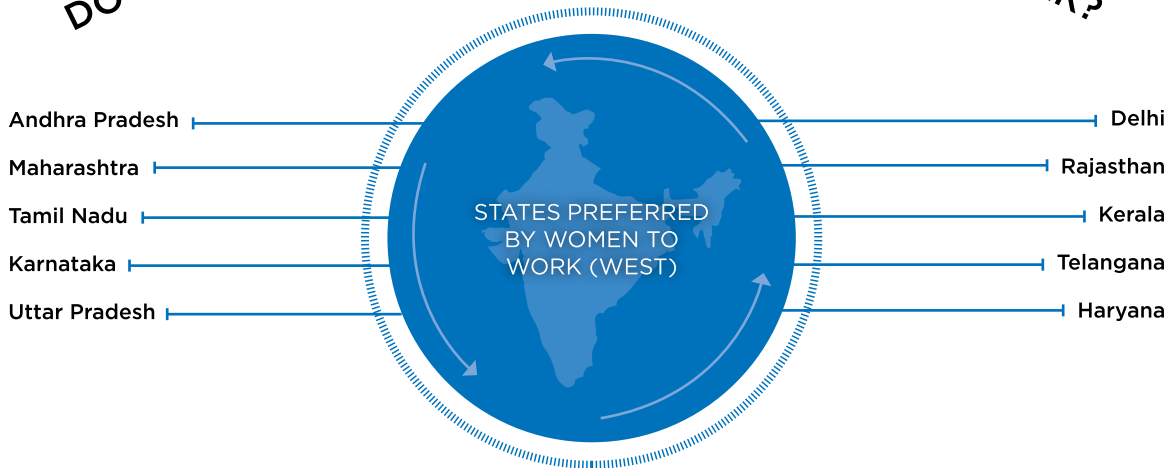 DO
Andhra Pradesh
Maharashtra
Tamil Nadu
Karnataka
Uttar Pradesh
STATES PREFERRED
BY WOMEN TO
WORK (WEST)
Delhi
Rajasthan
Kerala
Telangana
Haryana